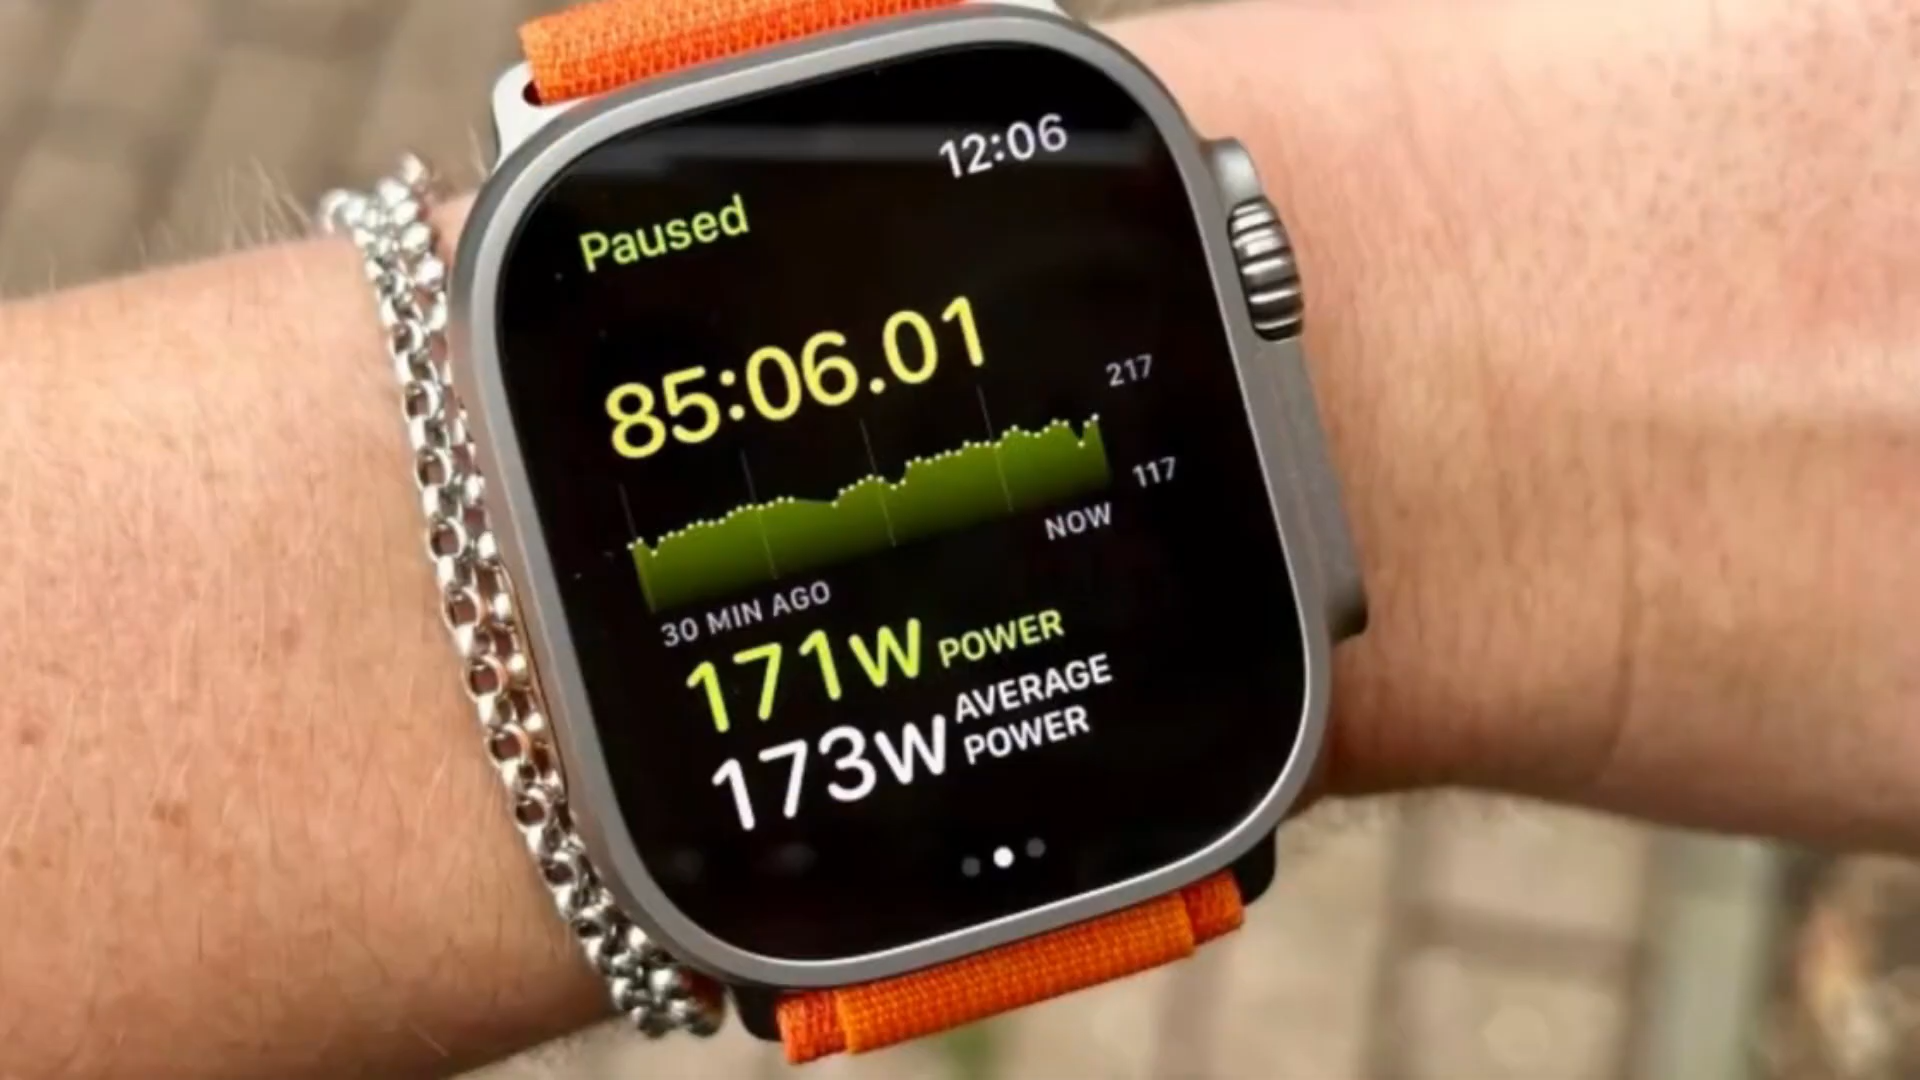 12:06
Paused
85:06.01
217
117
NOW
30 MIN AGO
171W POWER
173W AVERAGE POWER